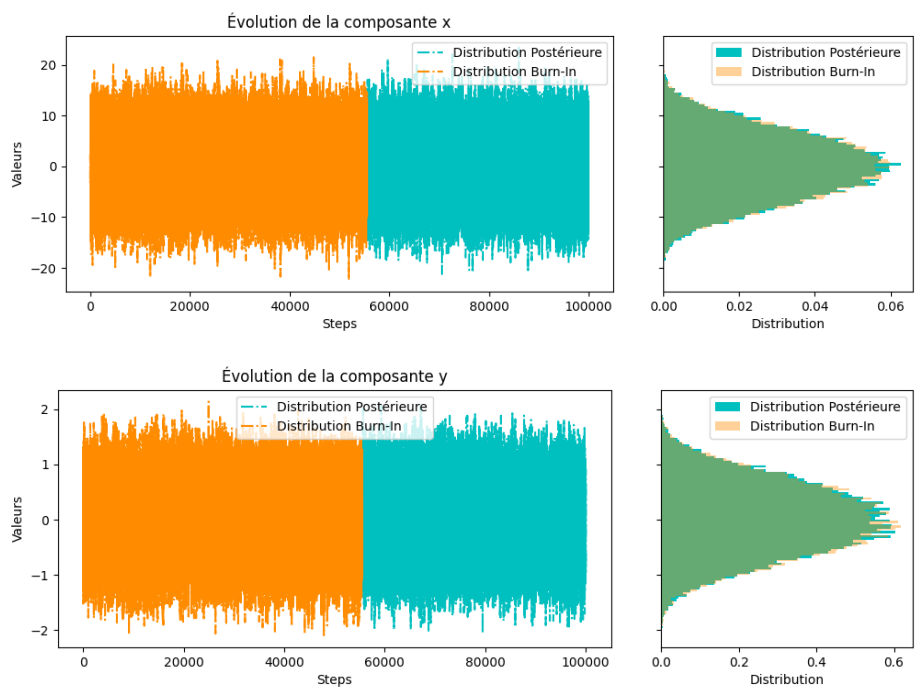 Évolution de la composante x
Distribution Postérieure
Distribution Burn-In
Valeurs
20
10
0
−10
−20
0
20000
40000
60000
80000
100000
Steps
Distribution Postérieure
Distribution Burn-In
0.00
0.02
0.04
0.06
Distribution
Évolution de la composante y
Distribution Postérieure
Distribution Burn-In
Valeurs
2
1
0
−1
−2
0
20000
40000
60000
80000
100000
Steps
Distribution Postérieure
Distribution Burn-In
0.0
0.2
0.4
0.6
Distribution